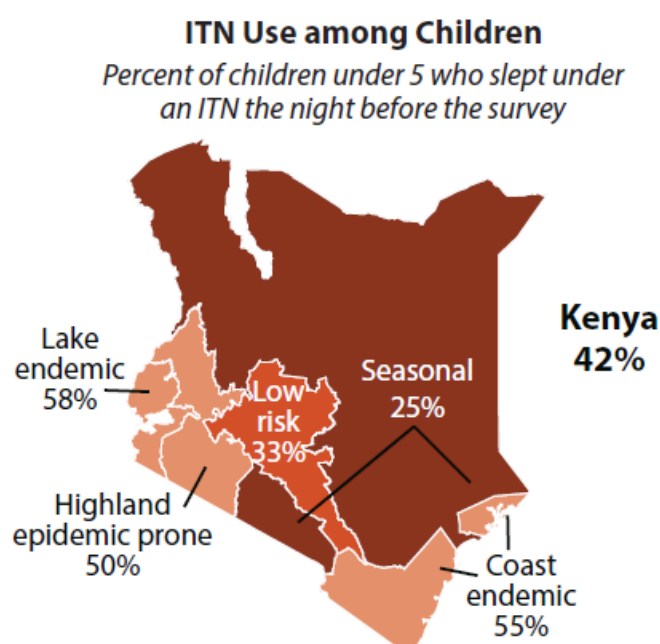 ITN Use among Children
Percent of children under 5 who slept under
an ITN the night before the survey
Kenya
42%
Lake
endemic
58%
Seasonal
25%
Low
risk
33%
Highland
epidemic prone
50%
Coast
endemic
55%